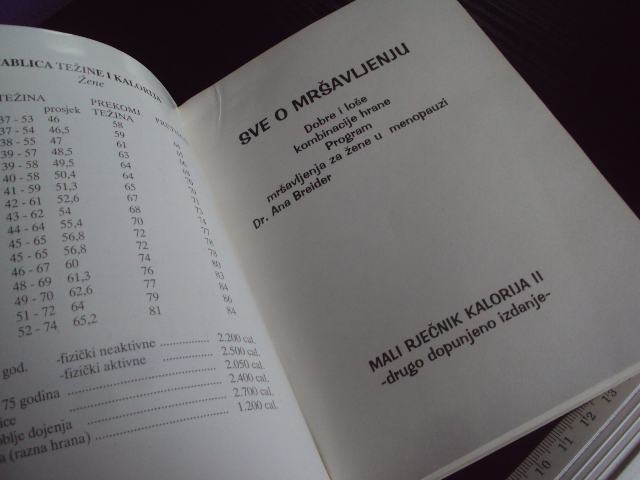 TABLICA TEŽINE I KALORIJA
Žene
TEŽINA prosjek PREKOMJ. TEŽINA
37 - 53 46 58
37 - 54 46,5 59
38 - 55 47 61
39 - 57 48,5 63
39 - 58 49,5 64
40 - 58 50,4 64
41 - 59 51,3 65
42 - 61 52,6 67
43 - 62 54 68
44 - 64 55,4 70
45 - 65 56,8 72
45 - 65 56,8 72
46 - 67 60 74
48 - 69 61,3 76
49 - 70 62,6 77
51 - 72 64 79
52 - 74 65,2 81
god. -fizički neaktivne 2.200 cal.
-fizički aktivne 2.500 cal.
2.050 cal.
75 godina 2.400 cal.
2.700 cal.
dojenja 1.200 cal.
(razna hrana)
SVE O MRŠAVLJENJU
Dobre i loše
kombinacije hrane
Program
mršavljenja za žene u menopauzi
Dr. Ana Breider
MALI RJEČNIK KALORIJA II
-drugo dopunjeno izdanje-
10 11 12 13